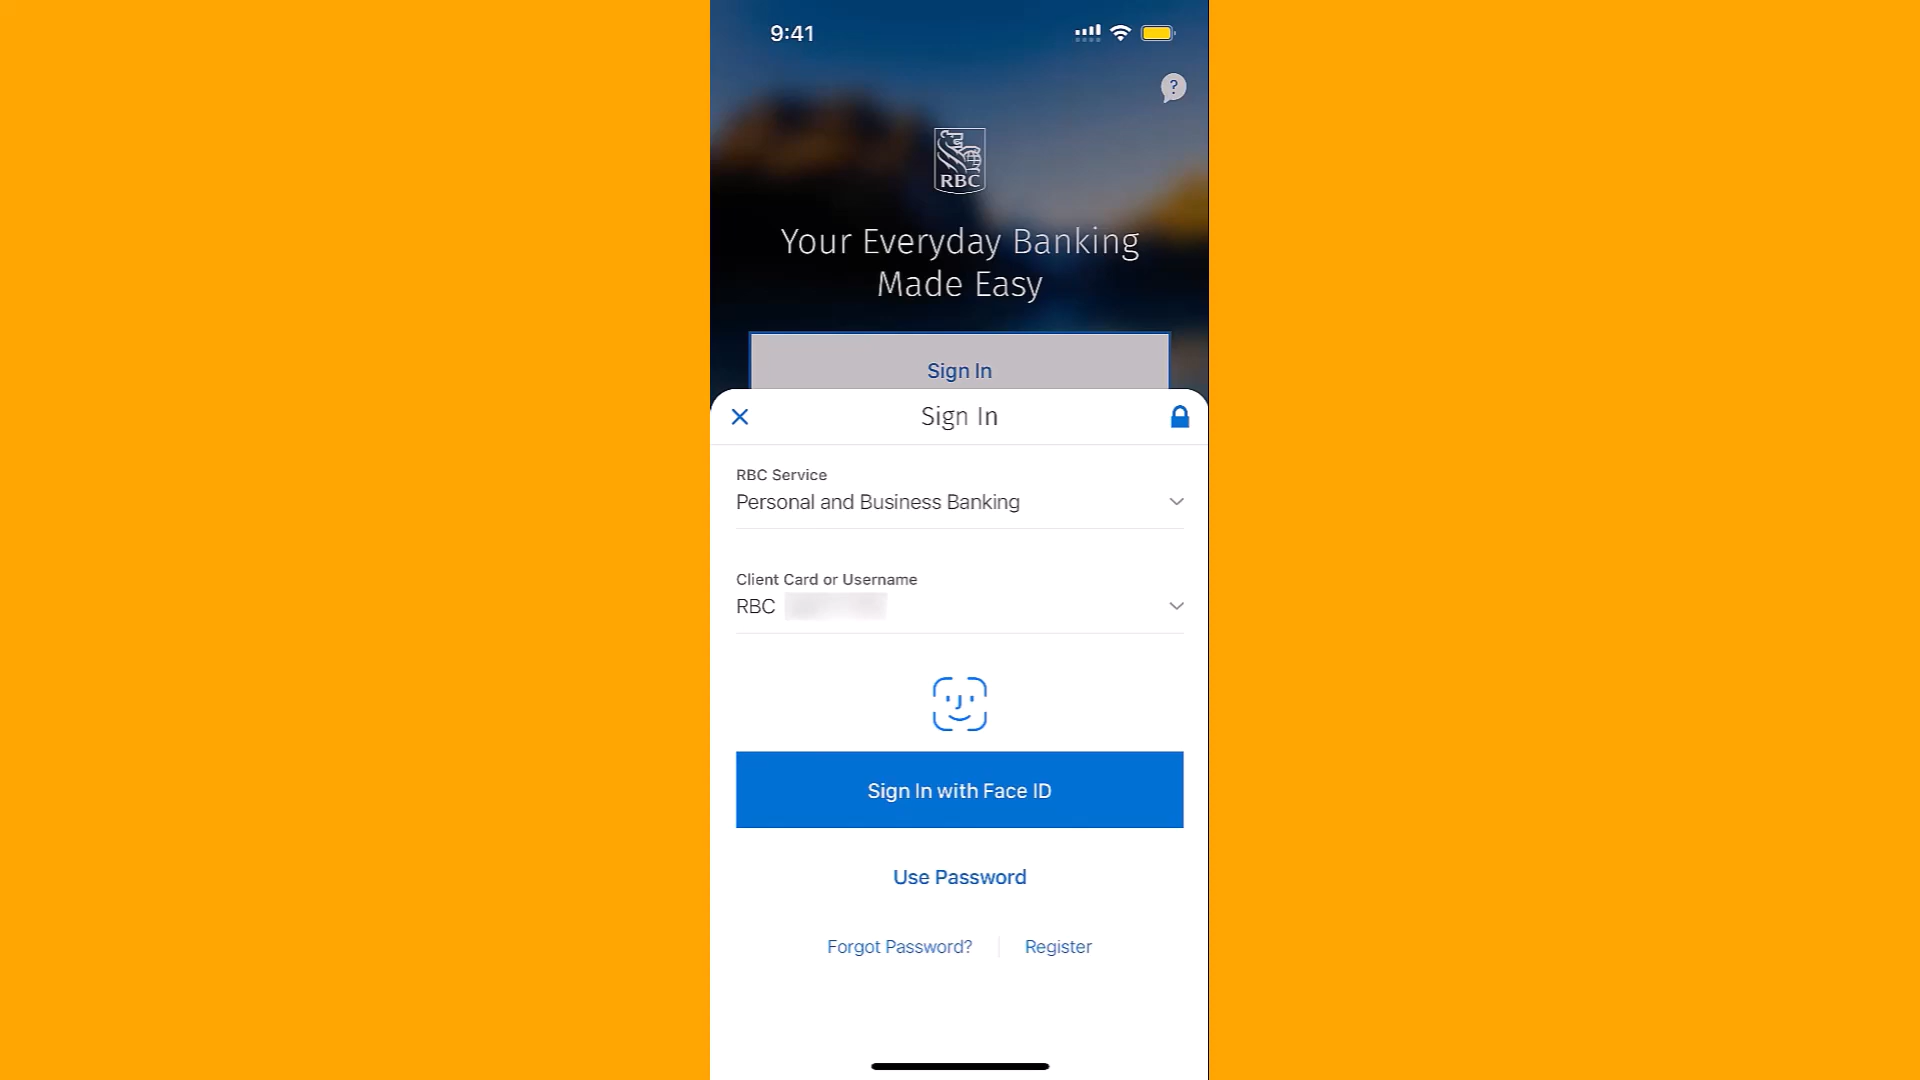 9:41
?
RBC
Your Everyday Banking
Made Easy
Sign In
Sign In
RBC Service
Personal and Business Banking
Client Card or Username
RBC
Sign In with Face ID
Use Password
Forgot Password?
Register